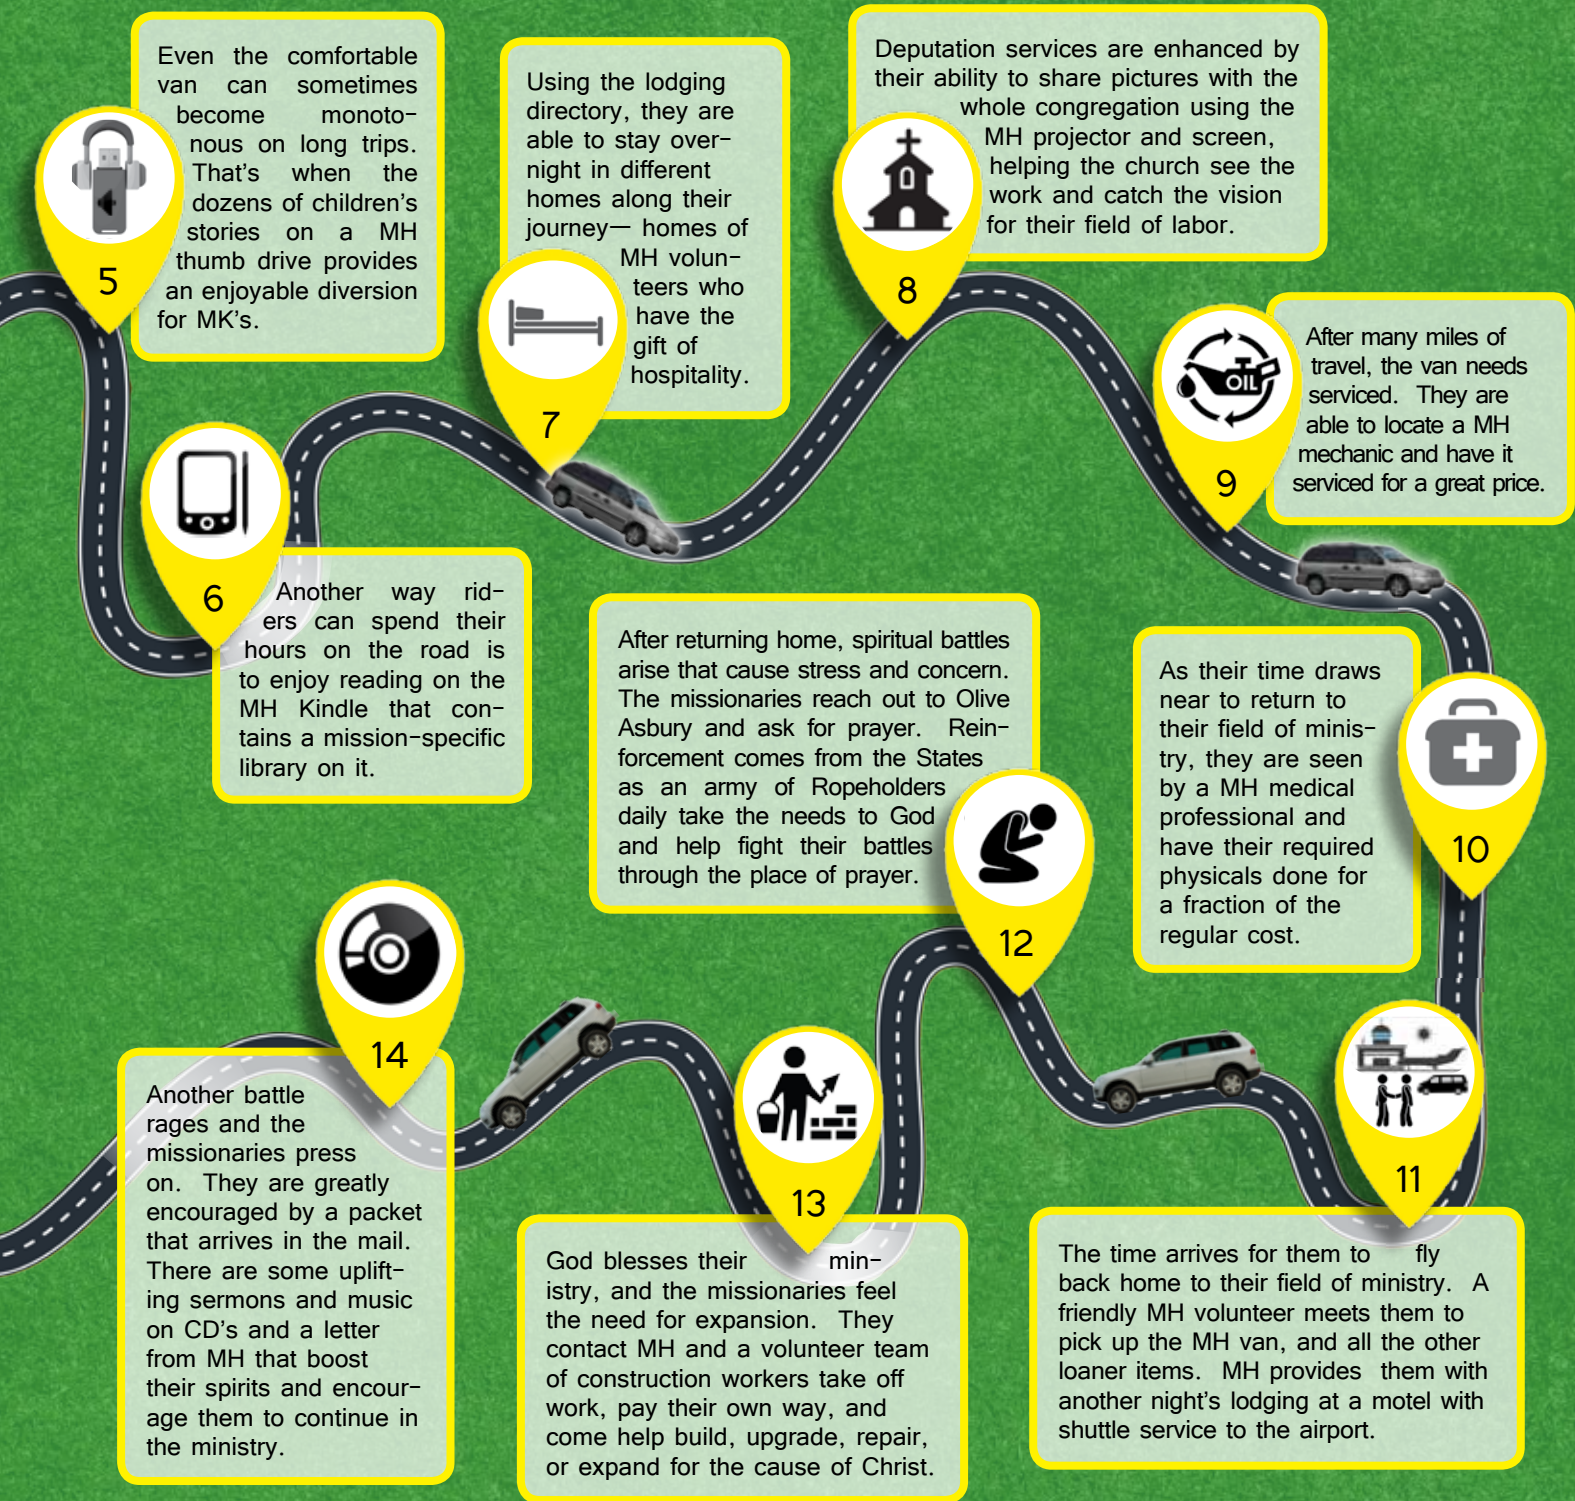 Even the comfortable
van can sometimes
become monoto-
nous on long trips.
That's when the
dozens of children's
stories on a MH
thumb drive provides
an enjoyable diversion
for MK's.
5
Another way rid-
ers can spend their
hours on the road is
to enjoy reading on the
MH Kindle that con-
tains a mission-specific
library on it.
6
Using the lodging
directory, they are
able to stay over-
night in different
homes along their
journey— homes of
MH volun-
teers who
have the
gift of
hospitality.
7
Deputation services are enhanced by
their ability to share pictures with the
whole congregation using the
MH projector and screen,
helping the church see the
work and catch the vision
for their field of labor.
8
After many miles of
travel, the van needs
serviced. They are
able to locate a MH
mechanic and have it
serviced for a great price.
OIL
9
As their time draws
near to return to
their field of minis-
try, they are seen
by a MH medical
professional and
have their required
physicals done for
a fraction of the
regular cost.
10
The time arrives for them to fly
back home to their field of ministry. A
friendly MH volunteer meets them to
pick up the MH van, and all the other
loaner items. MH provides them with
another night's lodging at a motel with
shuttle service to the airport.
11
After returning home, spiritual battles
arise that cause stress and concern.
The missionaries reach out to Olive
Asbury and ask for prayer. Rein-
forcement comes from the States
as an army of Ropeholders
daily take the needs to God
and help fight their battles
through the place of prayer.
12
God blesses their min-
istry, and the missionaries feel
the need for expansion. They
contact MH and a volunteer team
of construction workers take off
work, pay their own way, and
come help build, upgrade, repair,
or expand for the cause of Christ.
13
Another battle
rages and the
missionaries press
on. They are greatly
encouraged by a packet
that arrives in the mail.
There are some uplift-
ing sermons and music
on CD's and a letter
from MH that boost
their spirits and encour-
age them to continue in
the ministry.
14